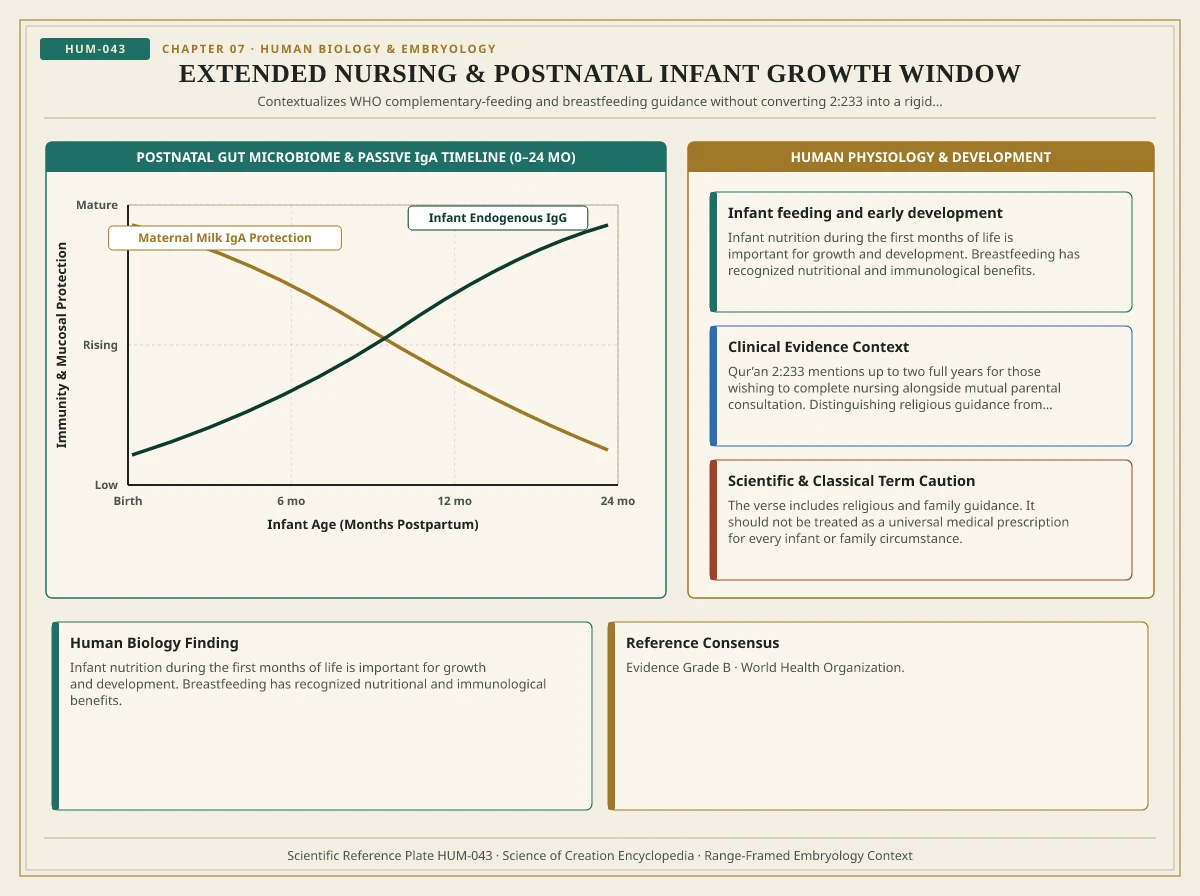 HUM-043
CHAPTER 07 · HUMAN BIOLOGY & EMBRYOLOGY
EXTENDED NURSING & POSTNATAL INFANT GROWTH WINDOW
Contextualizes WHO complementary-feeding and breastfeeding guidance without converting 2:233 into a rigid...
POSTNATAL GUT MICROBIOME & PASSIVE IgA TIMELINE (0–24 MO)
Mature
Infant Endogenous IgG
Maternal Milk IgA Protection
Immunity & Mucosal Protection
Rising
Low
Birth
6 mo
12 mo
24 mo
Infant Age (Months Postpartum)
HUMAN PHYSIOLOGY & DEVELOPMENT
Infant feeding and early development
Infant nutrition during the first months of life is
important for growth and development. Breastfeeding has
recognized nutritional and immunological benefits.
Clinical Evidence Context
Qur’an 2:233 mentions up to two full years for those
wishing to complete nursing alongside mutual parental
consultation. Distinguishing religious guidance from...
Scientific & Classical Term Caution
The verse includes religious and family guidance. It
should not be treated as a universal medical prescription
for every infant or family circumstance.
Human Biology Finding
Infant nutrition during the first months of life is important for growth
and development. Breastfeeding has recognized nutritional and immunological
benefits.
Reference Consensus
Evidence Grade B · World Health Organization.
Scientific Reference Plate HUM-043 · Science of Creation Encyclopedia · Range-Framed Embryology Context